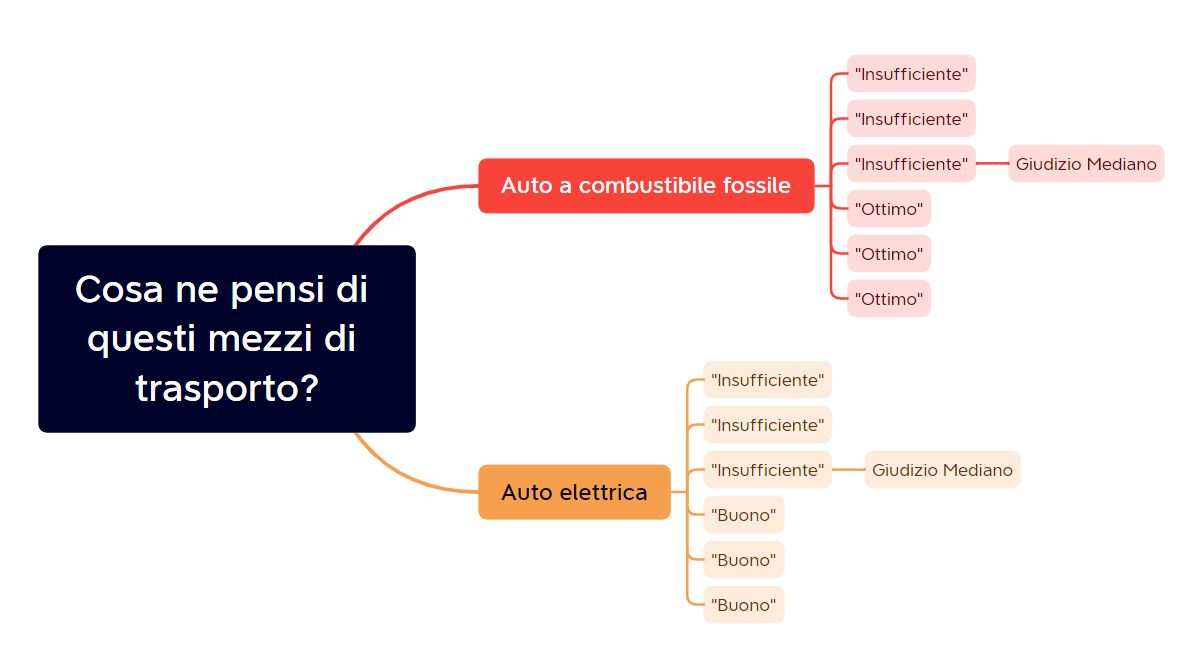 Cosa ne pensi di
questi mezzi di
trasporto?
Auto a combustibile fossile
"Insufficiente"
"Insufficiente"
"Insufficiente"
Giudizio Mediano
"Ottimo"
"Ottimo"
"Ottimo"
Auto elettrica
"Insufficiente"
"Insufficiente"
"Insufficiente"
Giudizio Mediano
"Buono"
"Buono"
"Buono"